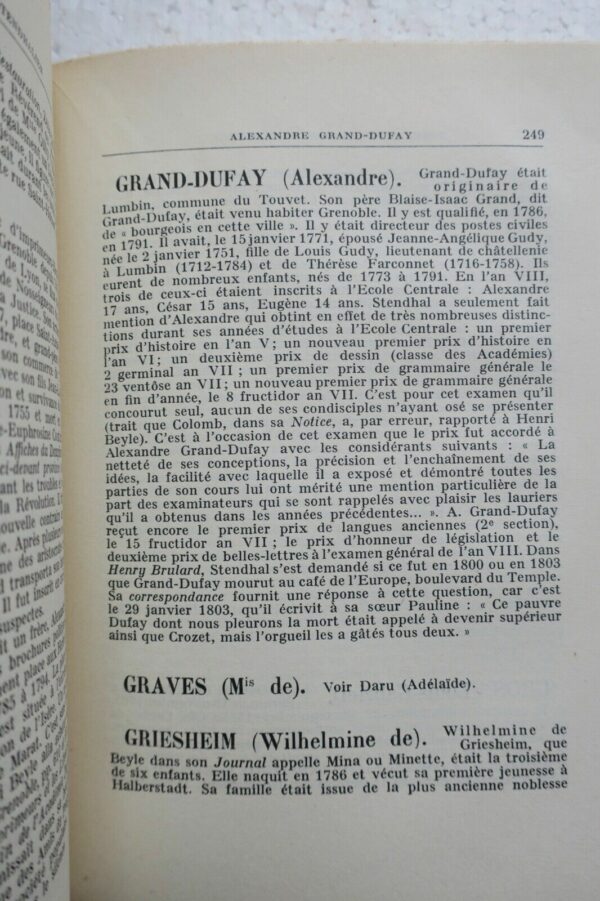 ALEXANDRE GRAND-DUFAY 249
GRAND-DUFAY (Alexandre). Grand-Dufay était
originaire de
Lumbin, commune du Touvet. Son père Blaise-Isaac Grand, dit
Grand-Dufay, était venu habiter Grenoble. Il y est qualifié, en 1786,
de « bourgeois en cette ville ». Il y était directeur des postes civiles
en 1791. Il avait, le 15 janvier 1771, épousé Jeanne-Angélique Gudy,
née le 2 janvier 1751, fille de Louis Gudy, lieutenant de châtellenie
à Lumbin (1712-1784) et de Thérèse Farconnet (1716-1758). Ils
eurent de nombreux enfants, nés de 1773 à 1791. En l'an VIII,
trois de ceux-ci étaient inscrits à l'Ecole Centrale : Alexandre
17 ans, César 15 ans, Eugène 14 ans. Stendhal a seulement fait
mention d'Alexandre qui obtint en effet de très nombreuses distinc-
tions durant ses années d'études à l'Ecole Centrale : un premier
prix d'histoire en l'an V ; un nouveau premier prix d'histoire en
l'an VI ; un deuxième prix de dessin (classe des Académies)
2 germinal an VII ; un premier prix de grammaire générale le
23 ventôse an VII ; un nouveau premier prix de grammaire générale
en fin d'année, le 8 fructidor an VII. C'est pour cet examen qu'il
concourut seul, aucun de ses condisciples n'ayant osé se présenter
(trait que Colomb, dans sa Notice, a, par erreur, rapporté à Henri
Beyle). C'est à l'occasion de cet examen que le prix fut accordé à
Alexandre Grand-Dufay avec les considérants suivants : « La
netteté de ses conceptions, la précision et l'enchaînement de ses
idées, la facilité avec laquelle il a exposé et démontré toutes les
parties de son cours lui ont mérité une mention particulière de la
part des examinateurs qui se sont rappelés avec plaisir les lauriers
qu'il a obtenus dans les années précédentes... ». A. Grand-Dufay
reçut encore le premier prix de langues anciennes (2e section),
le 15 fructidor an VII ; le prix d'honneur de législation et le
deuxième prix de belles-lettres à l'examen général de l'an VIII. Dans
Henry Brulard, Stendhal s'est demandé si ce fut en 1800 ou en 1803
que Grand-Dufay mourut au café de l'Europe, boulevard du Temple.
Sa correspondance fournit une réponse à cette question, car c'est
le 29 janvier 1803, qu'il écrivit à sa sœur Pauline : « Ce pauvre
Dufay dont nous pleurons la mort était appelé à devenir supérieur
ainsi que Crozet, mais l'orgueil les a gâtés tous deux. »
GRAVES (Mis de). Voir Daru (Adélaïde).
GRIESHEIM (Wilhelmine de). Wilhelmine de
Griesheim, que
Beyle dans son Journal appelle Mina ou Minette, était la troisième
de six enfants. Elle naquit en 1786 et vécut sa première jeunesse à
Halberstadt. Sa famille était issue de la plus ancienne noblesse